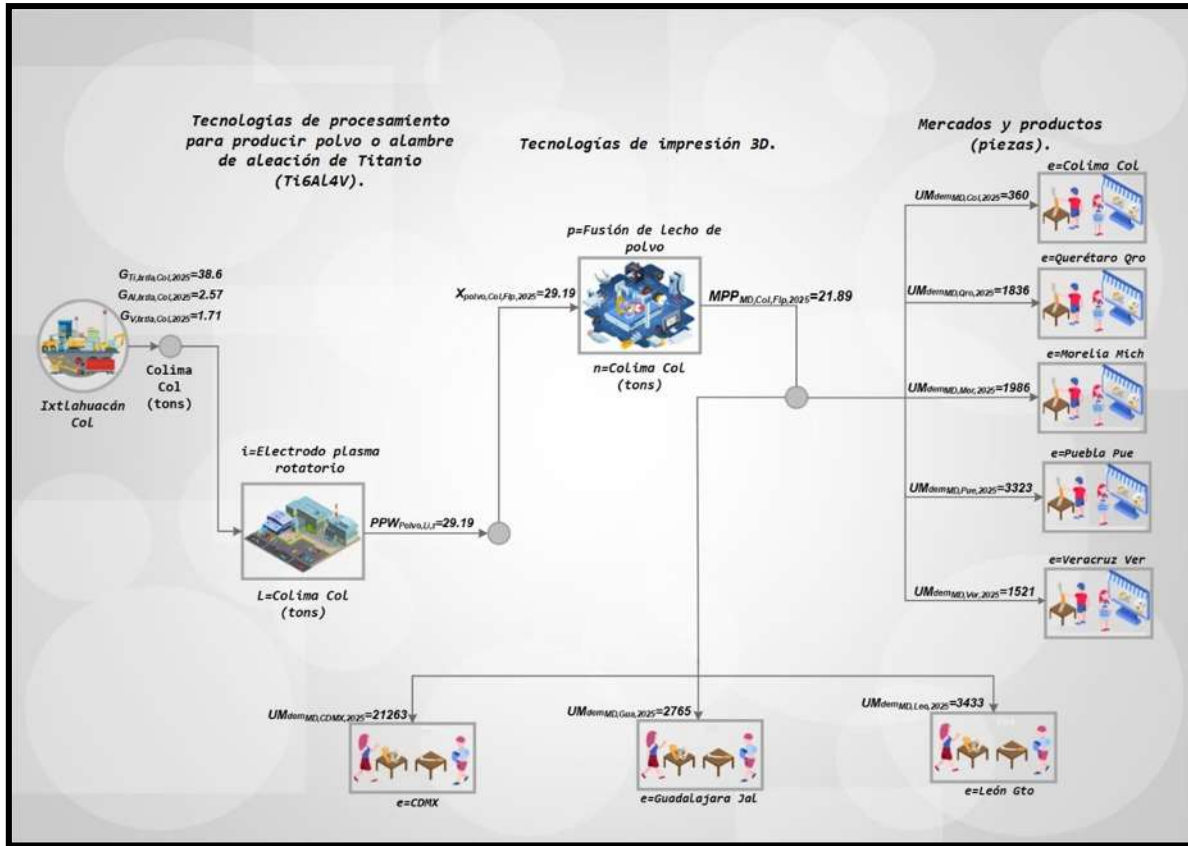 Tecnologías de procesamiento
para producir polvo o alambre
de aleación de Titanio
(Ti6Al4V).
Tecnologías de impresión 3D.
Mercados y productos
(piezas).
e=Colima Col
UMdemMD,Col,2025=360
e=Querétaro Qro
UMdemMD,Qro,2025=1836
e=Morelia Mich
UMdemMD,Mor,2025=1986
e=Puebla Pue
UMdemMD,Pue,2025=3323
e=Veracruz Ver
UMdemMD,Ver,2025=1521
p=Fusión de lecho de
polvo
Xpolvo,Col,Flp,2025=29.19
MPPMD,Col,Flp,2025=21.89
n=Colima Col
(tons)
GTi,Ixtla,Col,2025=38.6
GAl,Ixtla,Col,2025=2.57
GV,Ixtla,Col,2025=1.71
Ixtlahuacán
Col
Colima
Col
(tons)
i=Electrodo plasma
rotatorio
PPWPolvo,Li,t=29.19
L=Colima Col
(tons)
UMdemMD,CDMX,2025=21263
e=CDMX
UMdemMD,Gua,2025=2765
e=Guadalajara Jal
UMdemMD,Leo,2025=3433
e=León Gto